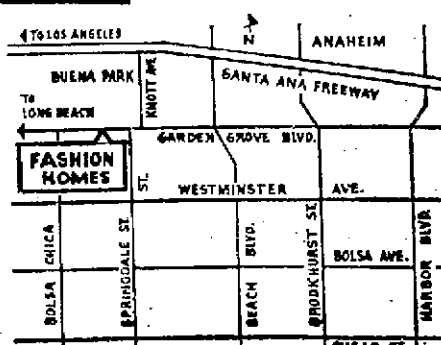 TO LOS ANGELES
N
ANAHEIM
BUENA PARK
KNOTT AVE
SANTA ANA FREEWAY
TO
LONG BEACH
GARDEN GROVE BLVD.
FASHION
HOMES
ST.
WESTMINSTER AVE.
BOLSA CHICA
SPRINGDALE ST.
BEACH BLVD.
BROOKHURST ST.
HARBOR BLVD.
BOLSA AVE.